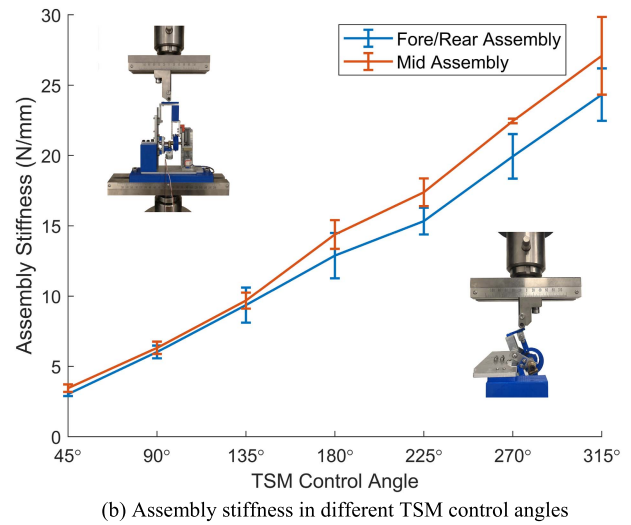 30
25
20
15
10
5
0
Assembly Stiffness (N/mm)
Fore/Rear Assembly
Mid Assembly
45° 90° 135° 180° 225° 270° 315°
TSM Control Angle
(b) Assembly stiffness in different TSM control angles